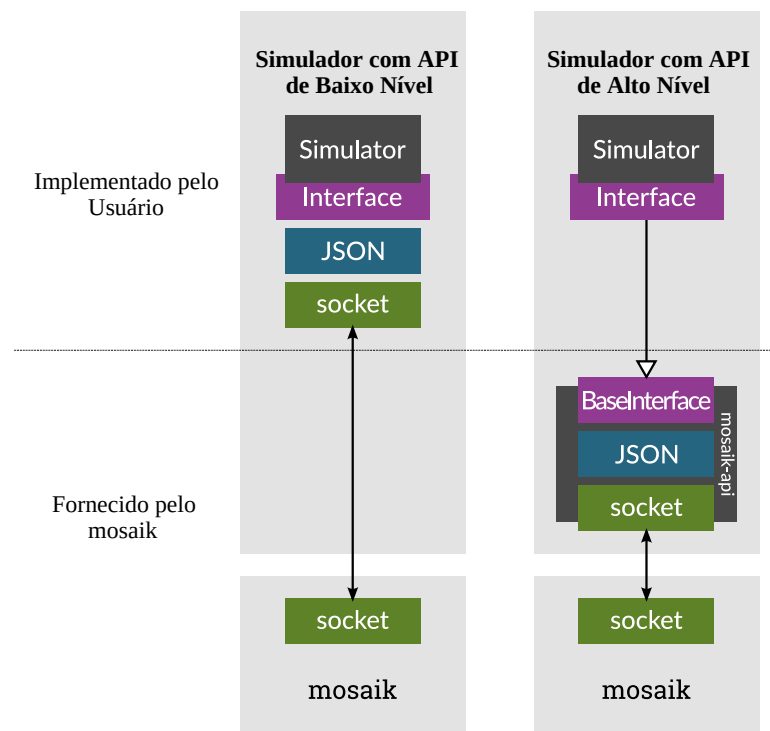 Simulador com API
de Baixo Nível
Simulador com API
de Alto Nível
Implementado pelo
Usuário
Simulator
Interface
JSON
socket
Simulator
Interface
Fornecido pelo
mosaik
BaseInterface
JSON
socket
mosaik-api
socket
mosaik
socket
mosaik